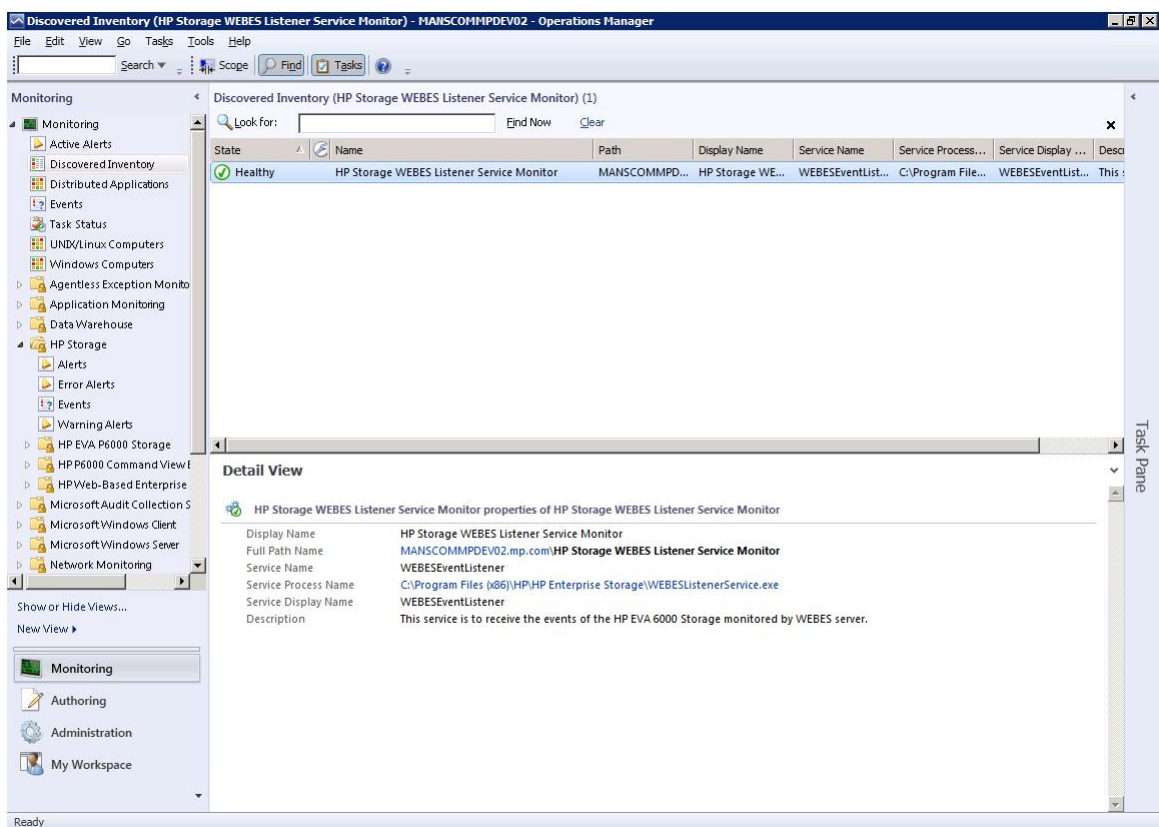 Discovered Inventory (HP Storage WEBES Listener Service Monitor) - MANSCOMMPDEV02 - Operations Manager
File Edit View Go Tasks Tools Help
Search Scope Find Tasks
Monitoring
Monitoring
Active Alerts
Discovered Inventory
Distributed Applications
Events
Task Status
UNIX/Linux Computers
Windows Computers
Agentless Exception Monito
Application Monitoring
Data Warehouse
HP Storage
Alerts
Error Alerts
Events
Warning Alerts
HP EVA P6000 Storage
HP P6000 Command View E
HP Web-Based Enterprise
Microsoft Audit Collection S
Microsoft Windows Client
Microsoft Windows Server
Network Monitoring
Show or Hide Views...
New View
Monitoring
Authoring
Administration
My Workspace
Discovered Inventory (HP Storage WEBES Listener Service Monitor) (1)
Look for: Find Now Clear
State Name Path Display Name Service Name Service Process... Service Display ... Descr
Healthy HP Storage WEBES Listener Service Monitor MANSCOMMPD... HP Storage WE... WEBESEventList... C:\Program File... WEBESEventList... This s
Detail View
HP Storage WEBES Listener Service Monitor properties of HP Storage WEBES Listener Service Monitor
Display Name HP Storage WEBES Listener Service Monitor
Full Path Name MANSCOMMPDEV02.mp.com\HP Storage WEBES Listener Service Monitor
Service Name WEBESEventListener
Service Process Name C:\Program Files (x86)\HP\HP Enterprise Storage\WEBESListenerService.exe
Service Display Name WEBESEventListener
Description This service is to receive the events of the HP EVA 6000 Storage monitored by WEBES server.
Task Pane
Ready